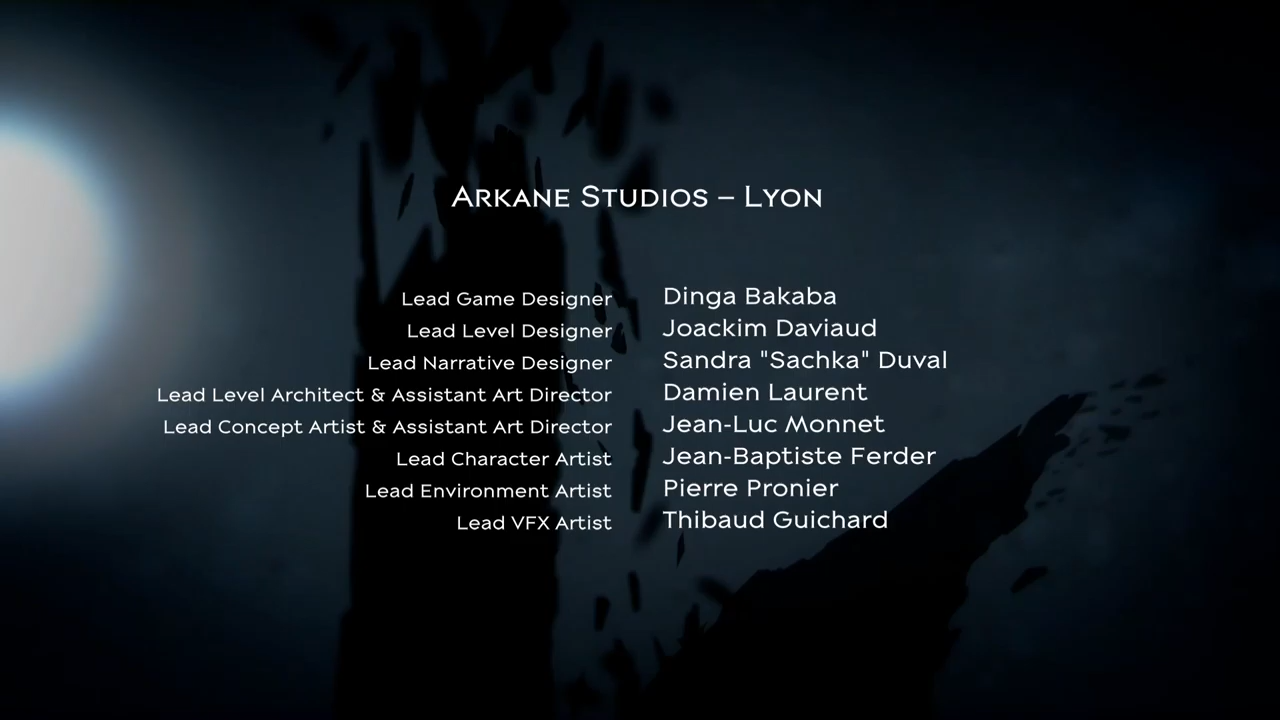 Arkane Studios – Lyon
Lead Game Designer Dinga Bakaba
Lead Level Designer Joackim Daviaud
Lead Narrative Designer Sandra "Sachka" Duval
Lead Level Architect & Assistant Art Director Damien Laurent
Lead Concept Artist & Assistant Art Director Jean-Luc Monnet
Lead Character Artist Jean-Baptiste Ferder
Lead Environment Artist Pierre Pronier
Lead VFX Artist Thibaud Guichard